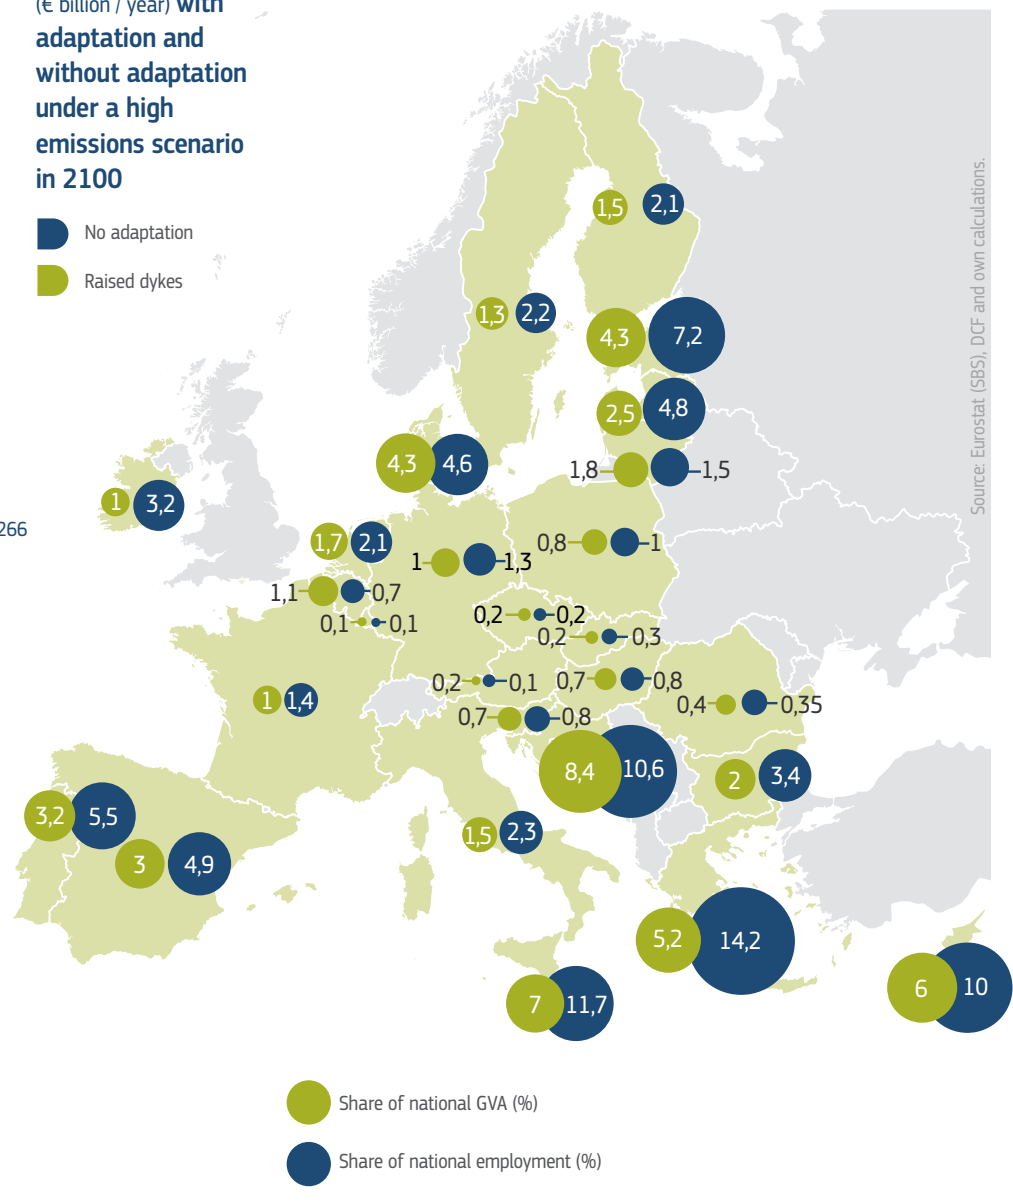 (€ billion / year) with
adaptation and
without adaptation
under a high
emissions scenario
in 2100
No adaptation
Raised dykes
266
Source: Eurostat (SBS), DCF and own calculations.
1,5 2,1
1,3 2,2
4,3 7,2
2,5 4,8
4,3 4,6
1,8 1,5
1 3,2
1,7 2,1
0,8 1
1 1,3
1,1 0,7
0,2 0,2
0,1 0,1
0,2 0,3
0,2 0,1
0,7 0,8
1 1,4
0,4 0,35
0,7 0,8
8,4 10,6
2 3,4
3,2 5,5
1,5 2,3
3 4,9
5,2 14,2
6 10
7 11,7
Share of national GVA (%)
Share of national employment (%)